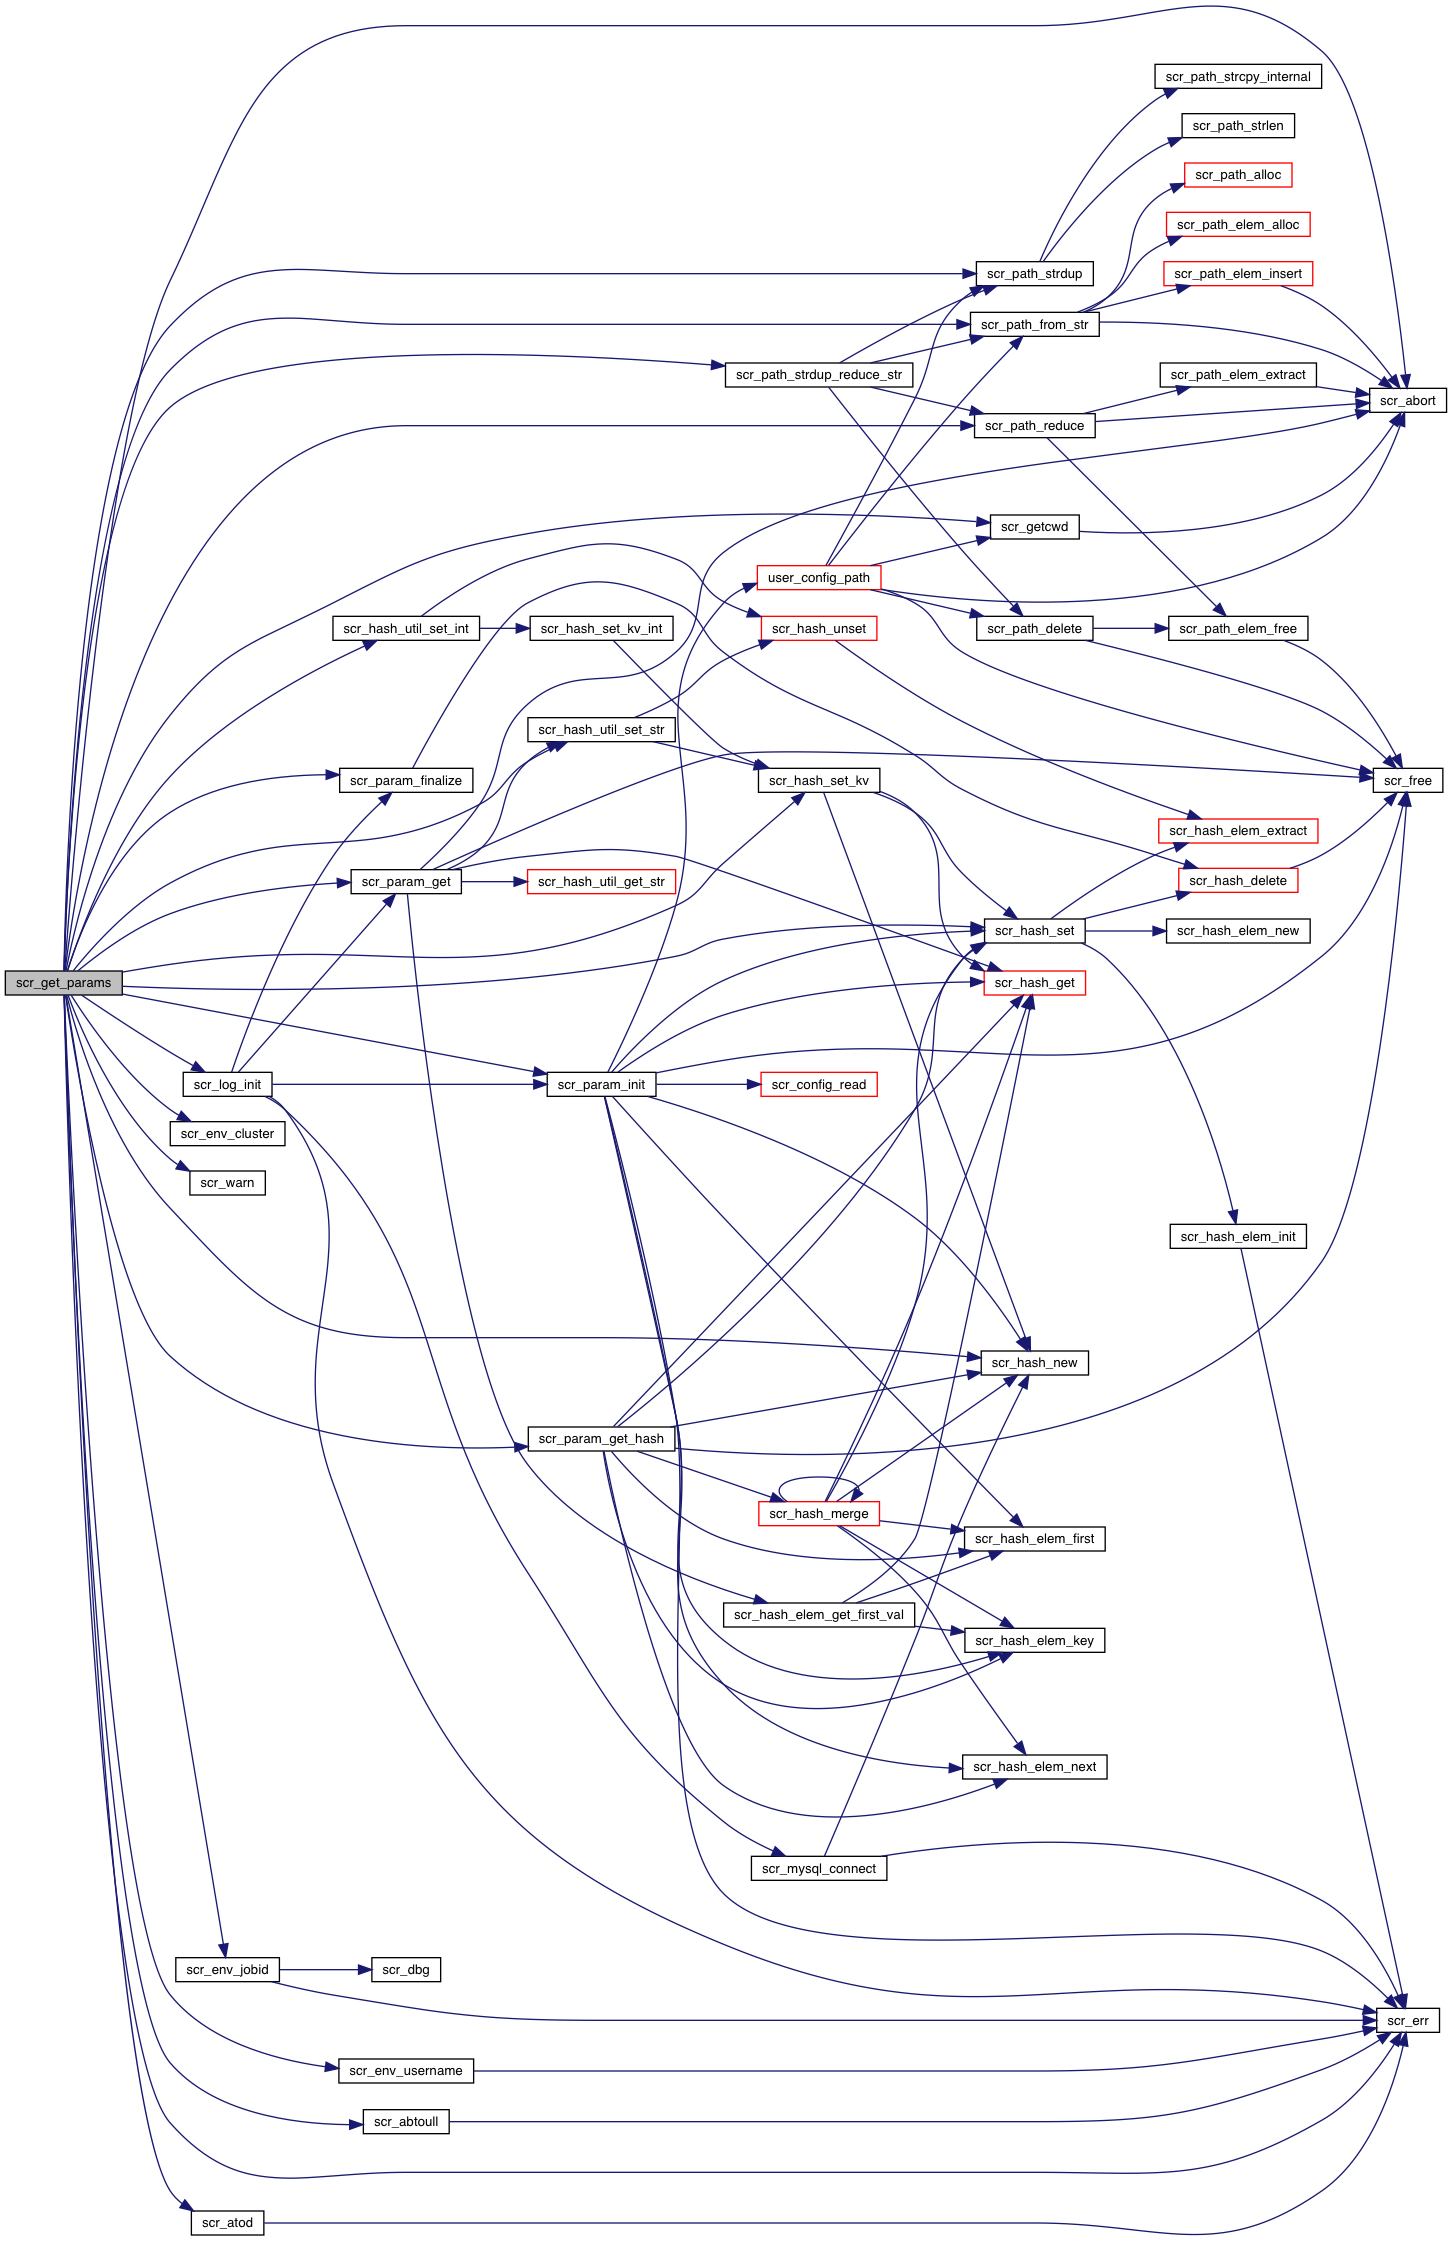 scr_path_strcpy_internal
scr_path_strlen
scr_path_alloc
scr_path_elem_alloc
scr_path_strdup
scr_path_elem_insert
scr_path_from_str
scr_path_strdup_reduce_str
scr_path_elem_extract
scr_abort
scr_path_reduce
scr_getcwd
user_config_path
scr_hash_util_set_int
scr_hash_set_kv_int
scr_hash_unset
scr_path_delete
scr_path_elem_free
scr_hash_util_set_str
scr_param_finalize
scr_hash_set_kv
scr_free
scr_hash_elem_extract
scr_param_get
scr_hash_util_get_str
scr_hash_delete
scr_hash_set
scr_hash_elem_new
scr_get_params
scr_hash_get
scr_log_init
scr_param_init
scr_config_read
scr_env_cluster
scr_warn
scr_hash_elem_init
scr_hash_new
scr_param_get_hash
scr_hash_merge
scr_hash_elem_first
scr_hash_elem_get_first_val
scr_hash_elem_key
scr_hash_elem_next
scr_mysql_connect
scr_env_jobid
scr_dbg
scr_err
scr_env_username
scr_abtoull
scr_atod